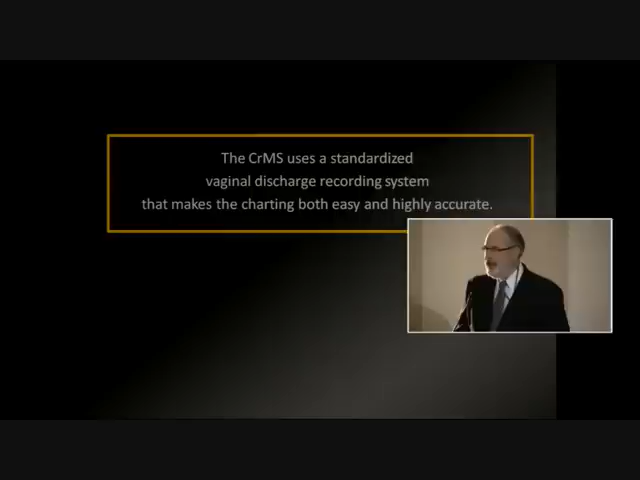 The CrMS uses a standardized
vaginal discharge recording system
that makes the charting both easy and highly accurate.